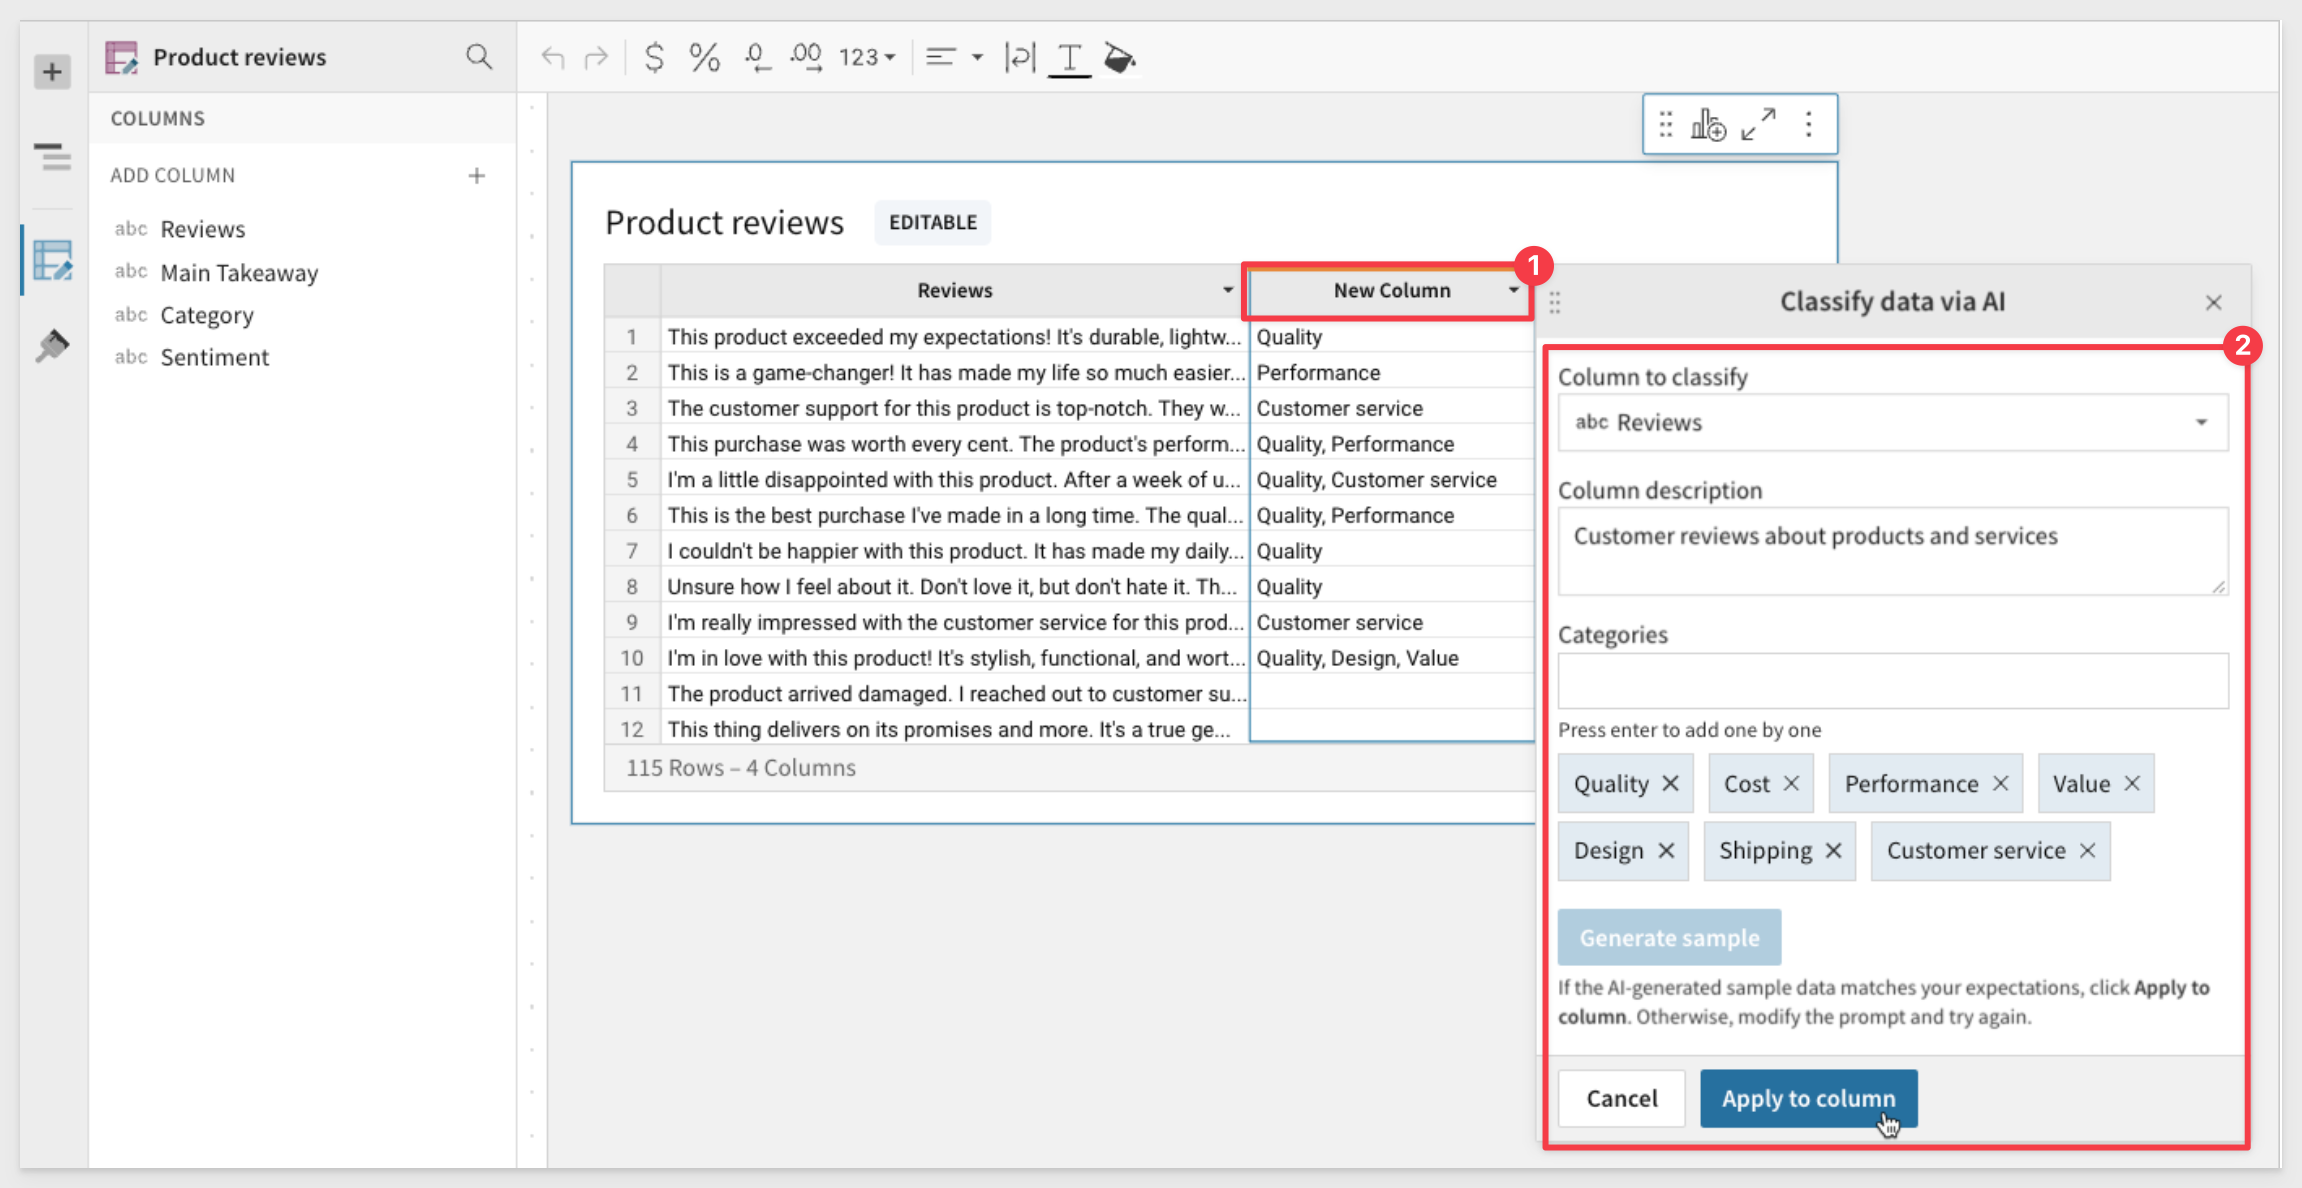 Product reviews
$ % .0 .00 123
COLUMNS
ADD COLUMN
abc Reviews
abc Main Takeaway
abc Category
abc Sentiment
Product reviews EDITABLE
Reviews New Column 1
1 This product exceeded my expectations! It's durable, lightw... Quality
2 This is a game-changer! It has made my life so much easier... Performance
3 The customer support for this product is top-notch. They w... Customer service
4 This purchase was worth every cent. The product's perform... Quality, Performance
5 I'm a little disappointed with this product. After a week of u... Quality, Customer service
6 This is the best purchase I've made in a long time. The qual... Quality, Performance
7 I couldn't be happier with this product. It has made my daily... Quality
8 Unsure how I feel about it. Don't love it, but don't hate it. Th... Quality
9 I'm really impressed with the customer service for this prod... Customer service
10 I'm in love with this product! It's stylish, functional, and wort... Quality, Design, Value
11 The product arrived damaged. I reached out to customer su...
12 This thing delivers on its promises and more. It's a true ge...
115 Rows – 4 Columns
Classify data via AI
2
Column to classify
abc Reviews
Column description
Customer reviews about products and services
Categories
Press enter to add one by one
Quality Cost Performance Value
Design Shipping Customer service
Generate sample
If the AI-generated sample data matches your expectations, click Apply to
column. Otherwise, modify the prompt and try again.
Cancel Apply to column